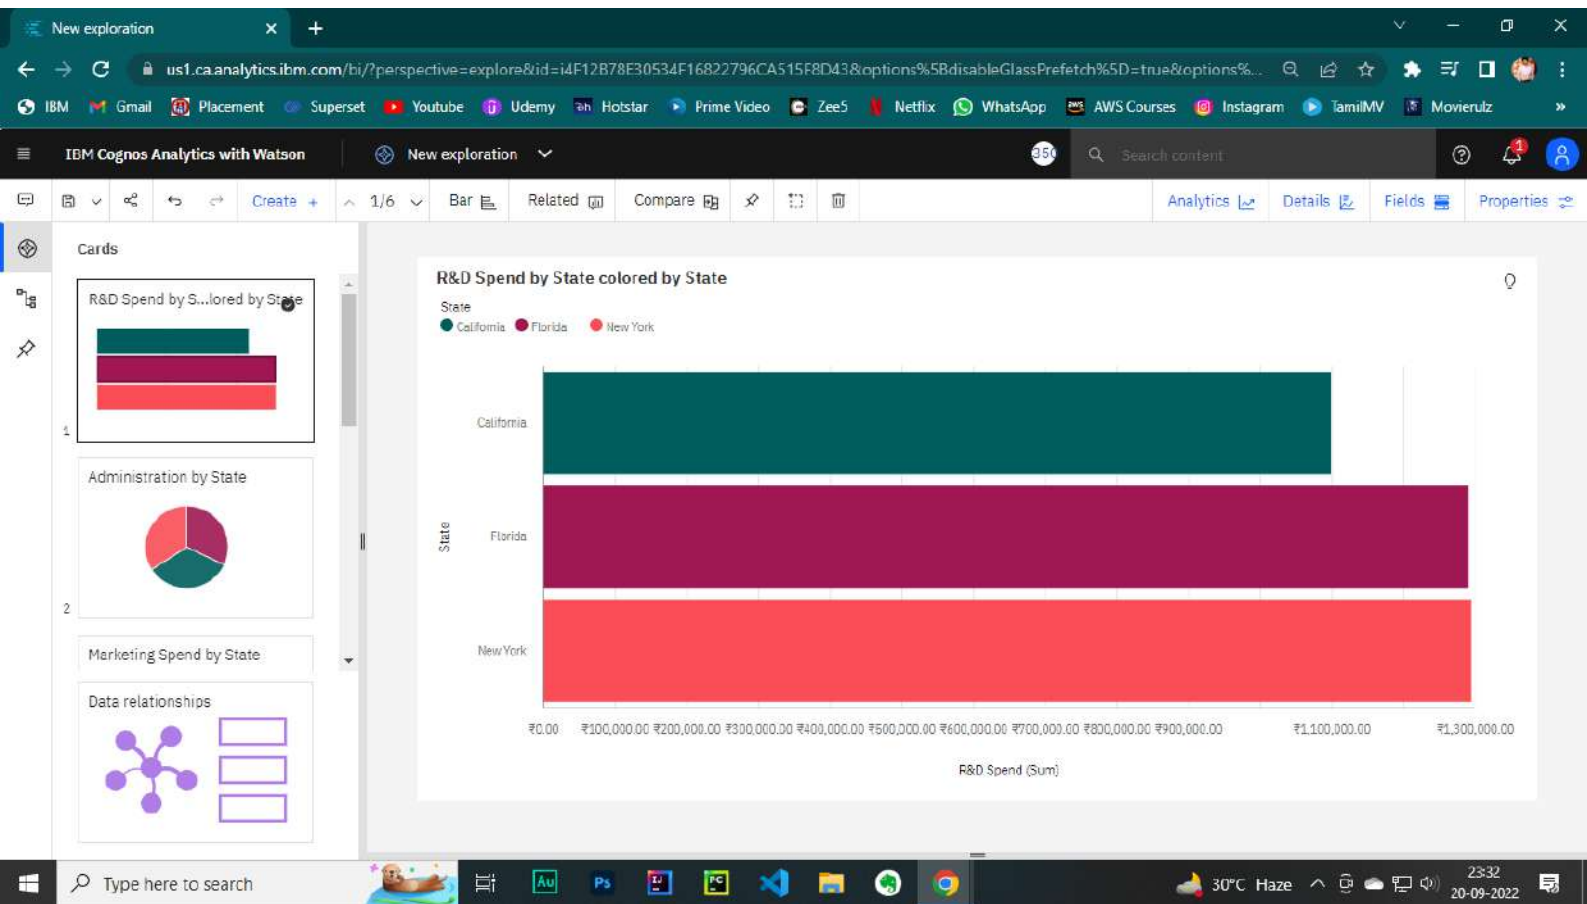 New exploration
us1.ca.analytics.ibm.com/bi/?perspective=explore&id=i4F12B78E30534F16822796CA515F8D43&options%5BdisableGlassPrefetch%5D=true&options%...
IBM Gmail Placement Superset Youtube Udemy Hotstar Prime Video Zee5 Netflix WhatsApp AWS Courses Instagram TamilMV Movierulz »
IBM Cognos Analytics with Watson New exploration 350 Search content 1
Create + 1/6 Bar Related Compare Analytics Details Fields Properties
Cards
R&D Spend by S...lored by State
1
Administration by State
2
Marketing Spend by State
Data relationships
R&D Spend by State colored by State
State
California Florida New York
California
Florida
New York
State
₹0.00 ₹100,000.00 ₹200,000.00 ₹300,000.00 ₹400,000.00 ₹500,000.00 ₹600,000.00 ₹700,000.00 ₹800,000.00 ₹900,000.00 ₹1,100,000.00 ₹1,300,000.00
R&D Spend (Sum)
Type here to search Au Ps IJ PC 30°C Haze 23:32
20-09-2022